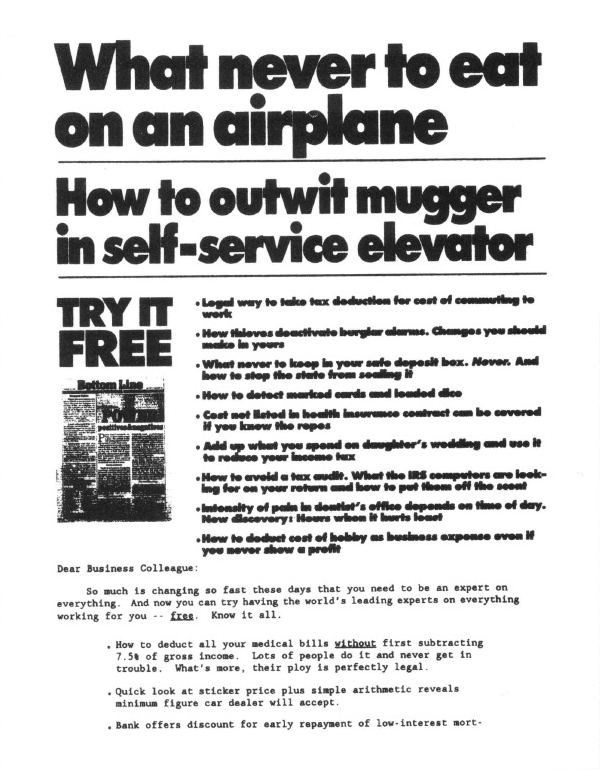 What never to eat
on an airplane
How to outwit mugger
in self-service elevator
TRY IT
FREE
Bottom Line
POWER
positives&negatives
• Legal way to take tax deduction for cost of commuting to
work
• How thieves deactivate burglar alarms. Changes you should
make in yours
• What never to keep in your safe deposit box. Never. And
how to stop the state from sealing it
• How to detect marked cards and loaded dice
• Cost not listed in health insurance contract can be covered
if you know the ropes
• Add up what you spend on daughter's wedding and use it
to reduce your income tax
• How to avoid a tax audit. What the IRS computers are look-
ing for on your return and how to put them off the scent
• Intensity of pain in dentist's office depends on time of day.
New discovery: Hours when it hurts least
• How to deduct cost of hobby as business expense even if
you never show a profit
Dear Business Colleague:
So much is changing so fast these days that you need to be an expert on
everything. And now you can try having the world's leading experts on everything
working for you -- free. Know it all.
. How to deduct all your medical bills without first subtracting
7.5% of gross income. Lots of people do it and never get in
trouble. What's more, their ploy is perfectly legal.
. Quick look at sticker price plus simple arithmetic reveals
minimum figure car dealer will accept.
. Bank offers discount for early repayment of low-interest mort-